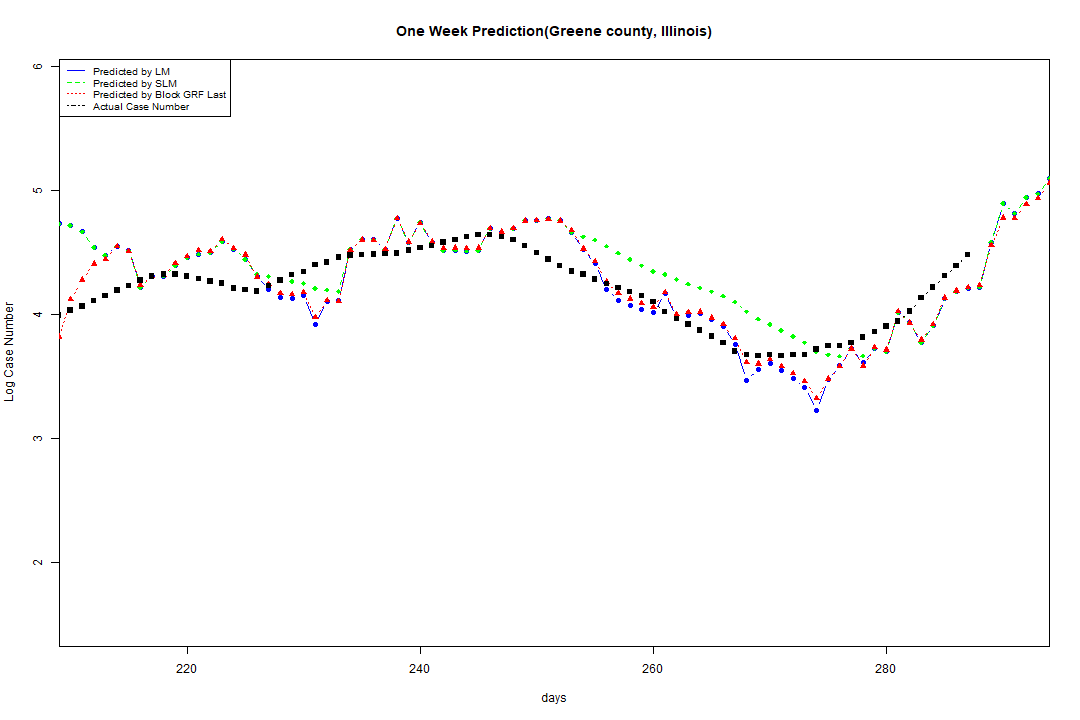 One Week Prediction(Greene county, Illinois)
Predicted by LM
Predicted by SLM
Predicted by Block GRF Last
Actual Case Number
6
5
4
3
2
Log Case Number
220
240
260
280
days